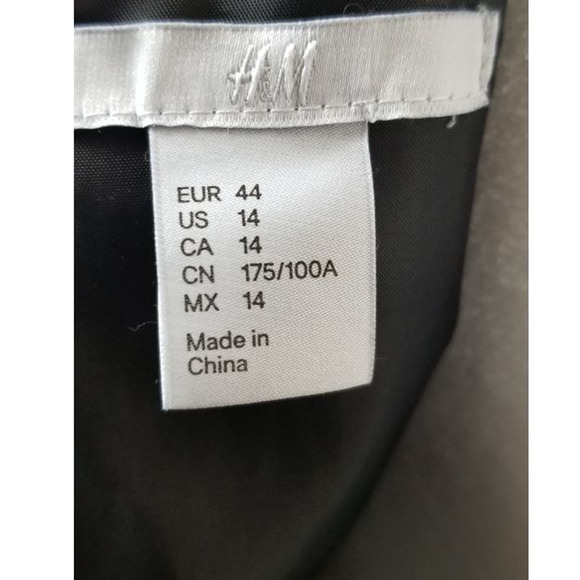 H&M
EUR 44
US 14
CA 14
CN 175/100A
MX 14
Made in
China